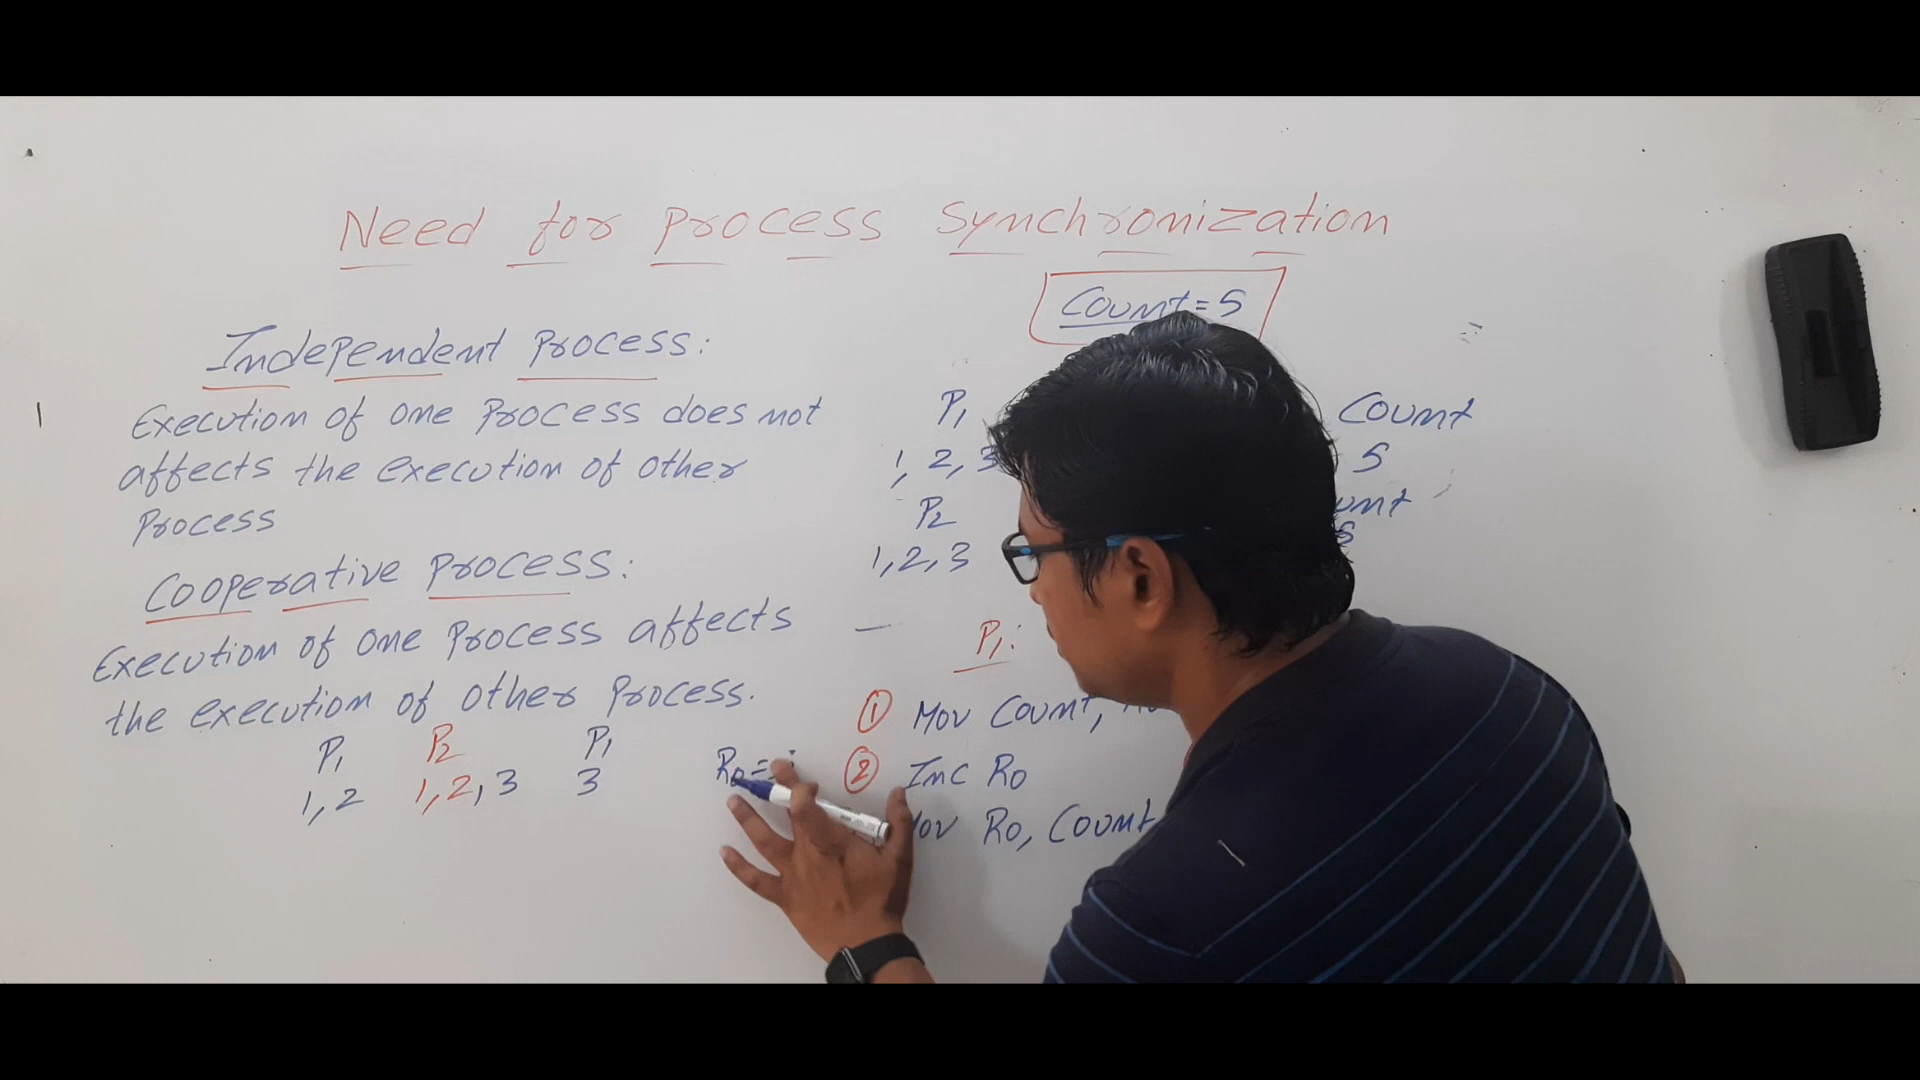 Need for process synchronization
Count = 5
Independent process:
Execution of one process does not
affects the execution of other
process
Cooperative process:
Execution of one process affects
the execution of other process.
P1 P2 P1
1,2 1,2,3 3
P1 Count
1, 2, 3 5
P2
1,2,3
P1:
① Mov Count,
R0 = ② Inc R0
Mov R0, Count